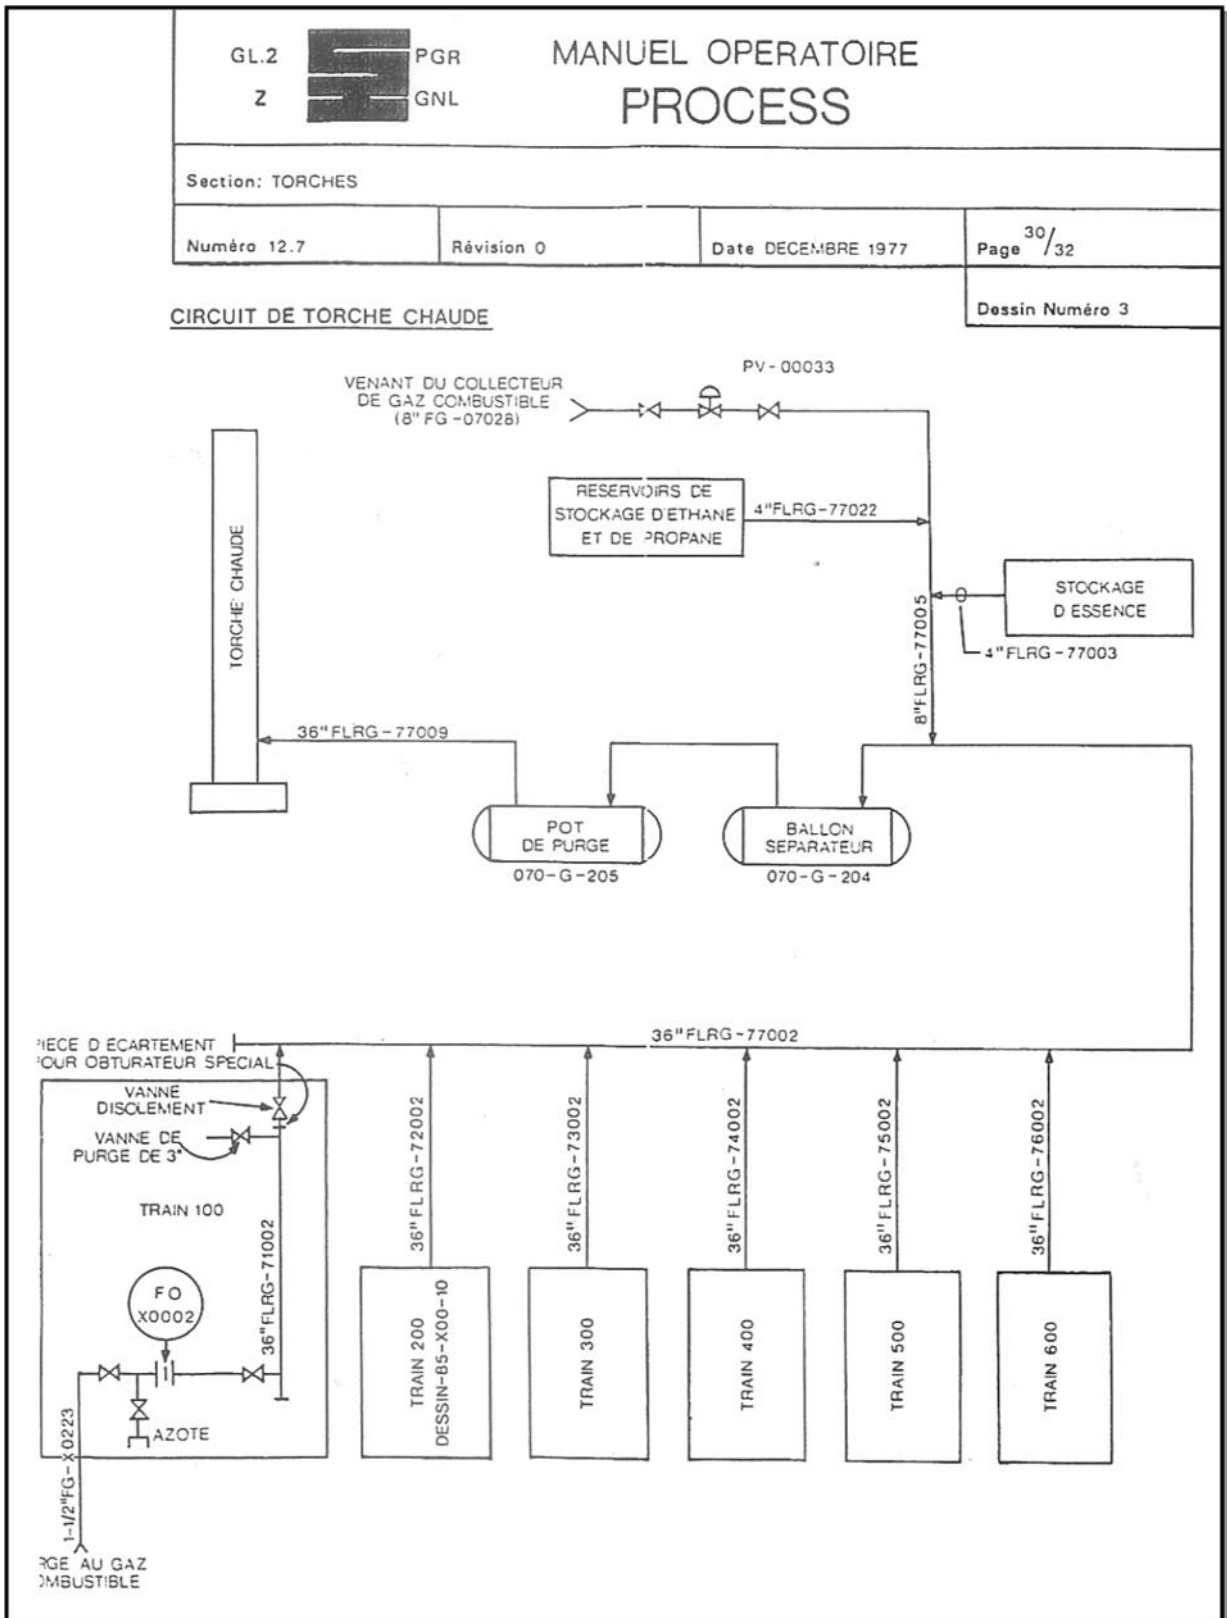 GL.2 PGR
Z GNL
MANUEL OPERATOIRE
PROCESS
Section: TORCHES
Numéro 12.7
Révision 0
Date DECEMBRE 1977
Page 30/32
Dessin Numéro 3
CIRCUIT DE TORCHE CHAUDE
PV-00033
VENANT DU COLLECTEUR
DE GAZ COMBUSTIBLE
(8"FG-07028)
RESERVOIRS DE
STOCKAGE D'ETHANE
ET DE PROPANE
4"FLRG-77022
STOCKAGE
D ESSENCE
4"FLRG-77003
8"FLRG-77005
TORCHE CHAUDE
36"FLRG-77009
POT
DE PURGE
070-G-205
BALLON
SEPARATEUR
070-G-204
36"FLRG-77002
IECE D ECARTEMENT
OUR OBTURATEUR SPECIAL
VANNE
DISOLEMENT
VANNE DE
PURGE DE 3"
TRAIN 100
36"FLRG-71002
FO
X0002
AZOTE
1-1/2"FG-X0223
RGE AU GAZ
OMBUSTIBLE
36"FLRG-72002
36"FLRG-73002
36"FLRG-74002
36"FLRG-75002
36"FLRG-76002
TRAIN 200
DESSIN-B5-X00-10
TRAIN 300
TRAIN 400
TRAIN 500
TRAIN 600